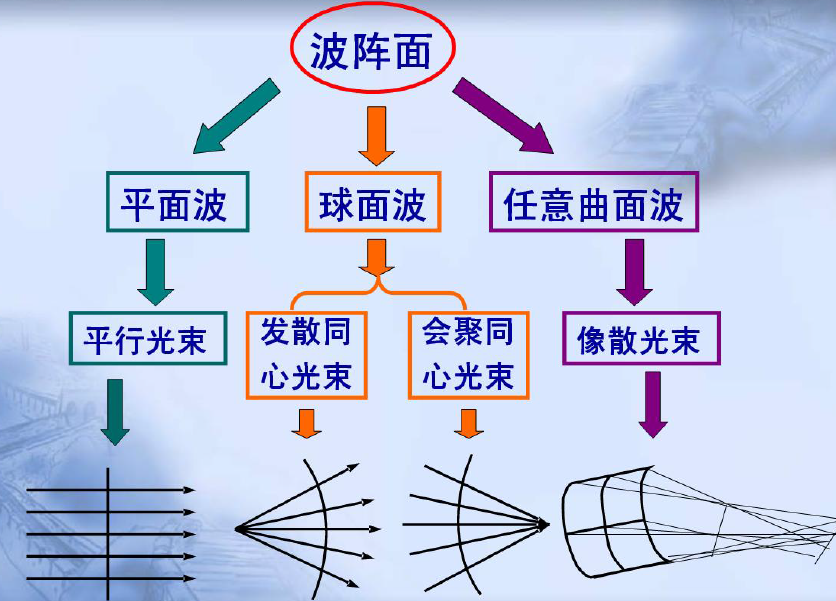 波阵面
平面波
球面波
任意曲面波
平行光束
发散同
心光束
会聚同
心光束
像散光束